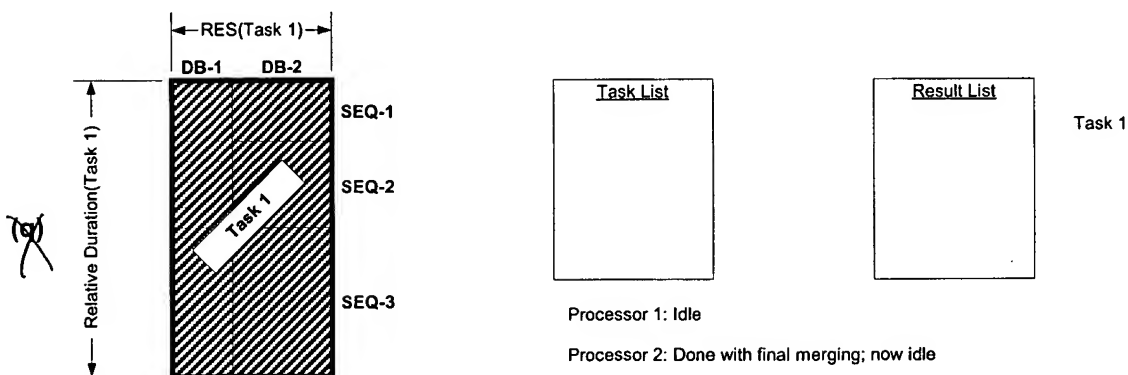 RES(Task 1)
DB-1 DB-2
Task List
Result List
SEQ-1
Task 1
SEQ-2
Task 1
Relative Duration(Task 1)
SEQ-3
Processor 1: Idle
Processor 2: Done with final merging; now idle